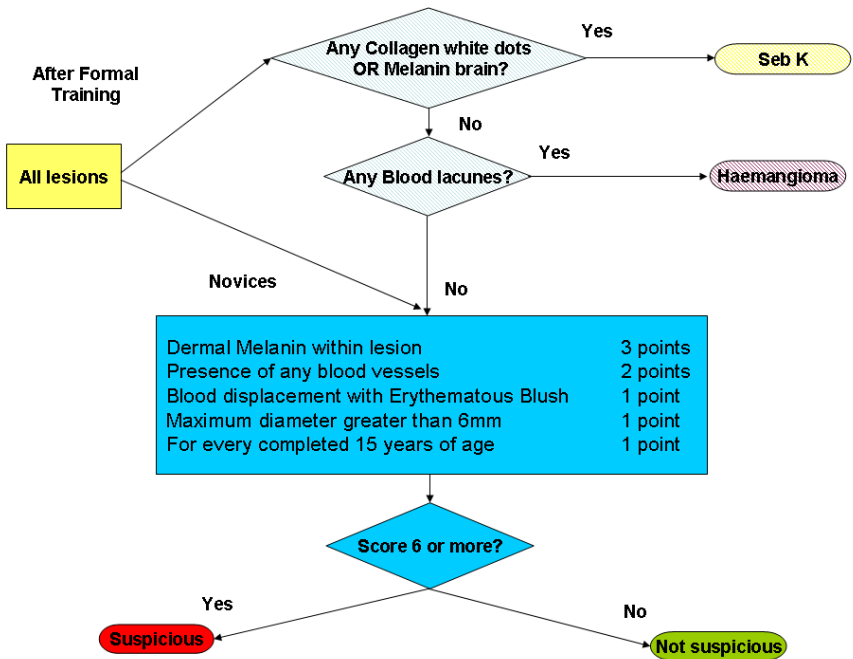 Any Collagen white dots
OR Melanin brain?
Yes
Seb K
After Formal
Training
No
All lesions
Any Blood lacunes?
Yes
Haemangioma
Novices
No
Dermal Melanin within lesion 3 points
Presence of any blood vessels 2 points
Blood displacement with Erythematous Blush 1 point
Maximum diameter greater than 6mm 1 point
For every completed 15 years of age 1 point
Score 6 or more?
Yes
No
Suspicious
Not suspicious